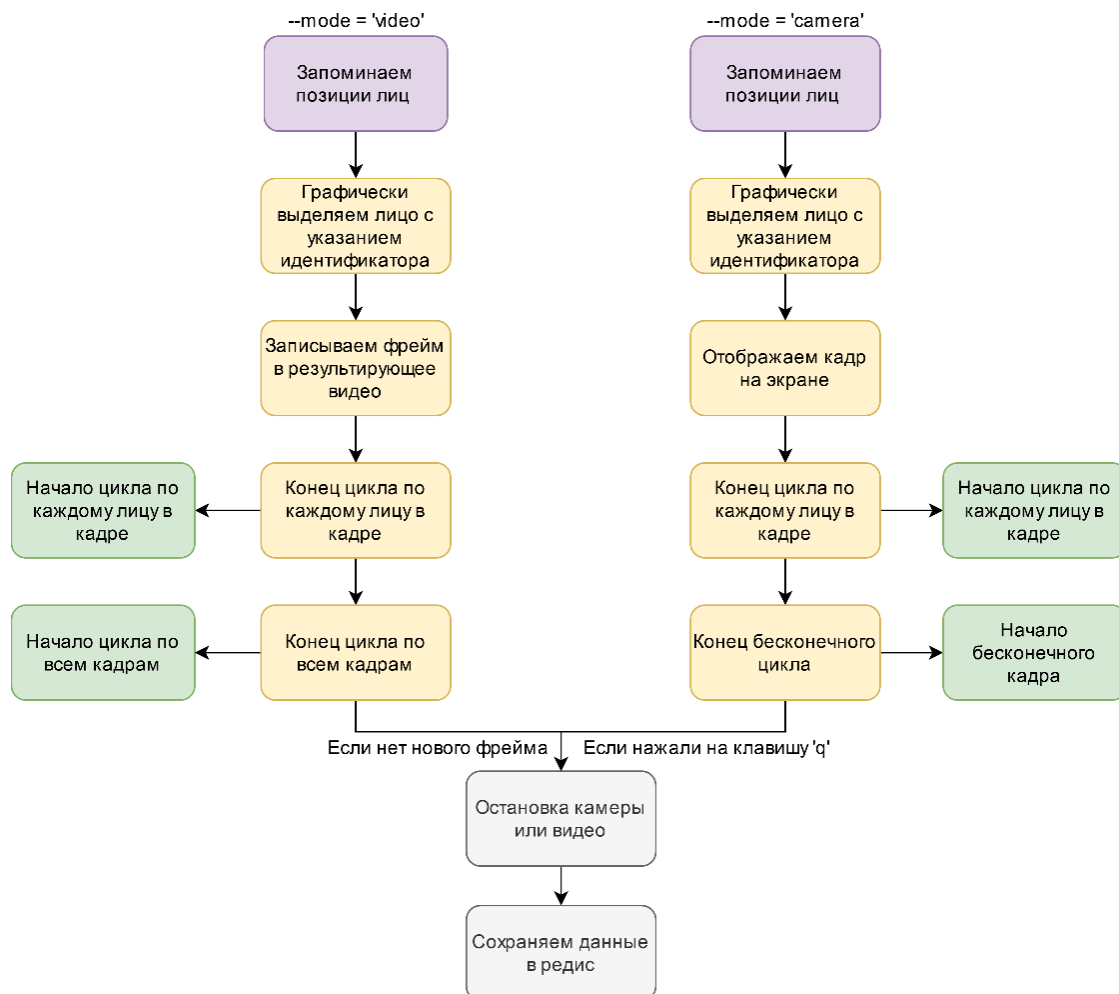 --mode = 'video'
--mode = 'camera'
Запоминаем
позиции лиц
Запоминаем
позиции лиц
Графически
выделяем лицо с
указанием
идентификатора
Графически
выделяем лицо с
указанием
идентификатора
Записываем фрейм
в результирующее
видео
Отображаем кадр
на экране
Начало цикла по
каждому лицу в
кадре
Конец цикла по
каждому лицу в
кадре
Конец цикла по
каждому лицу в
кадре
Начало цикла по
каждому лицу в
кадре
Начало цикла по
всем кадрам
Конец цикла по
всем кадрам
Конец бесконечного
цикла
Начало
бесконечного
кадра
Если нет нового фрейма
Если нажали на клавишу 'q'
Остановка камеры
или видео
Сохраняем данные
в редис